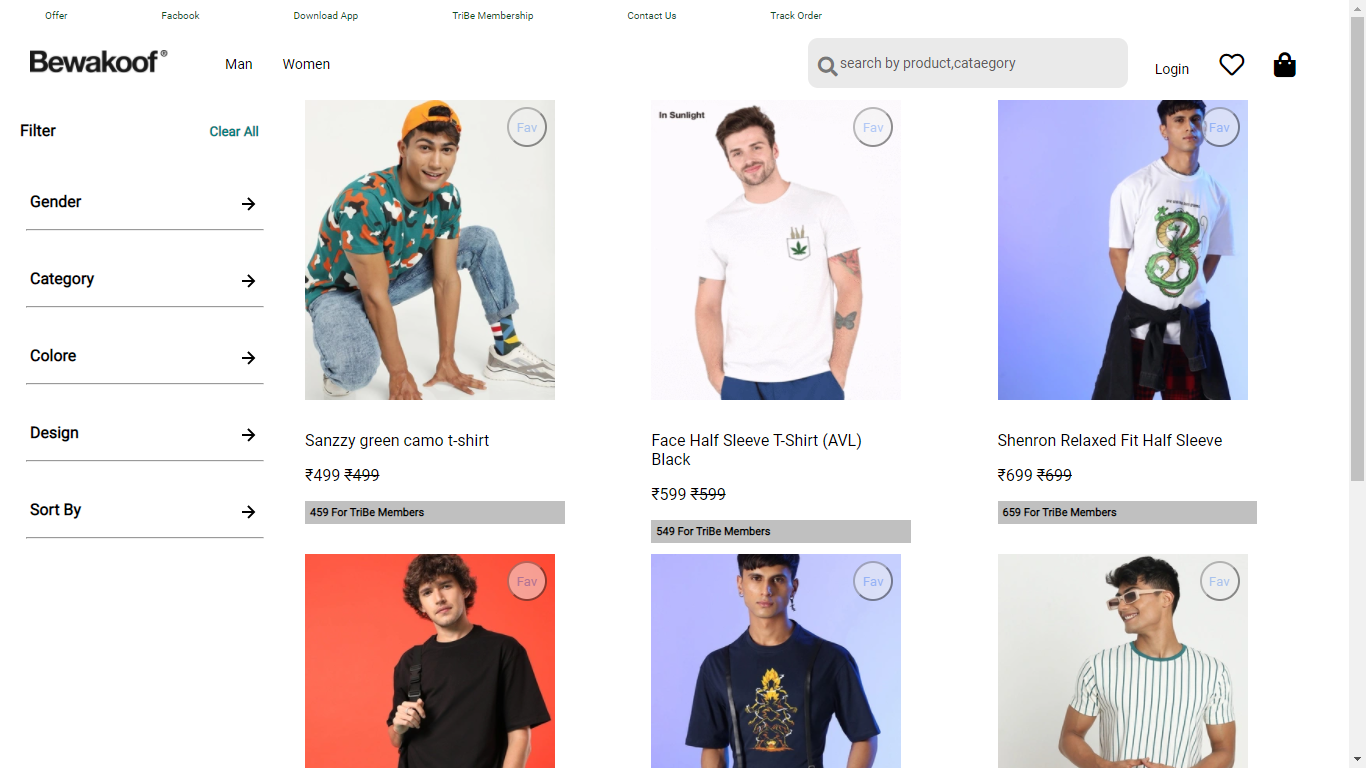 Offer
Facbook
Download App
TriBe Membership
Contact Us
Track Order
Bewakoof®
Man
Women
search by product,cataegory
Login
Filter
Clear All
Gender
Category
Colore
Design
Sort By
Fav
In Sunlight
Fav
Fav
Sanzzy green camo t-shirt
₹499 ₹499
459 For TriBe Members
Face Half Sleeve T-Shirt (AVL)
Black
₹599 ₹599
549 For TriBe Members
Shenron Relaxed Fit Half Sleeve
₹699 ₹699
659 For TriBe Members
Fav
Fav
Fav